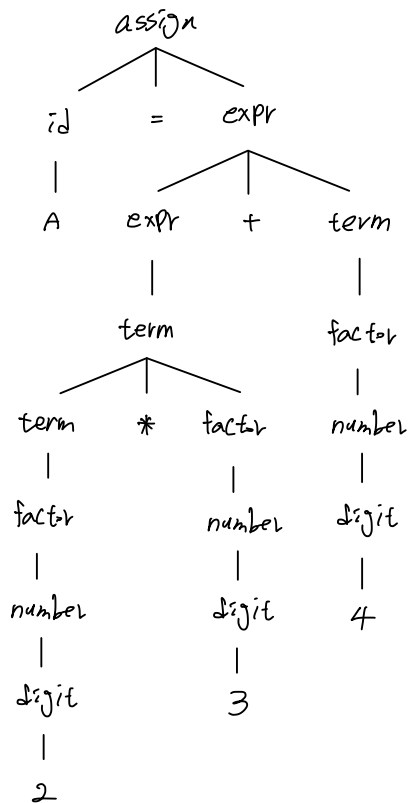 assign
id = expr
A expr + term
term factor
term * factor number
factor number digit
number digit 4
digit 3
2